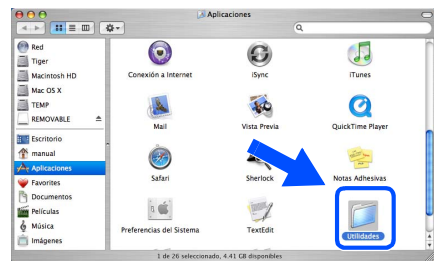 Aplicaciones
Red
Tiger
Macintosh HD
Mac OS X
TEMP
REMOVABLE
Escritorio
manual
Aplicaciones
Favorites
Documentos
Películas
Música
Imágenes
Conexión a Internet
iSync
iTunes
Mail
Vista Previa
QuickTime Player
Safari
Sherlock
Notas Adhesivas
Preferencias del Sistema
TextEdit
Utilidades
1 de 26 seleccionado, 4.41 GB disponibles